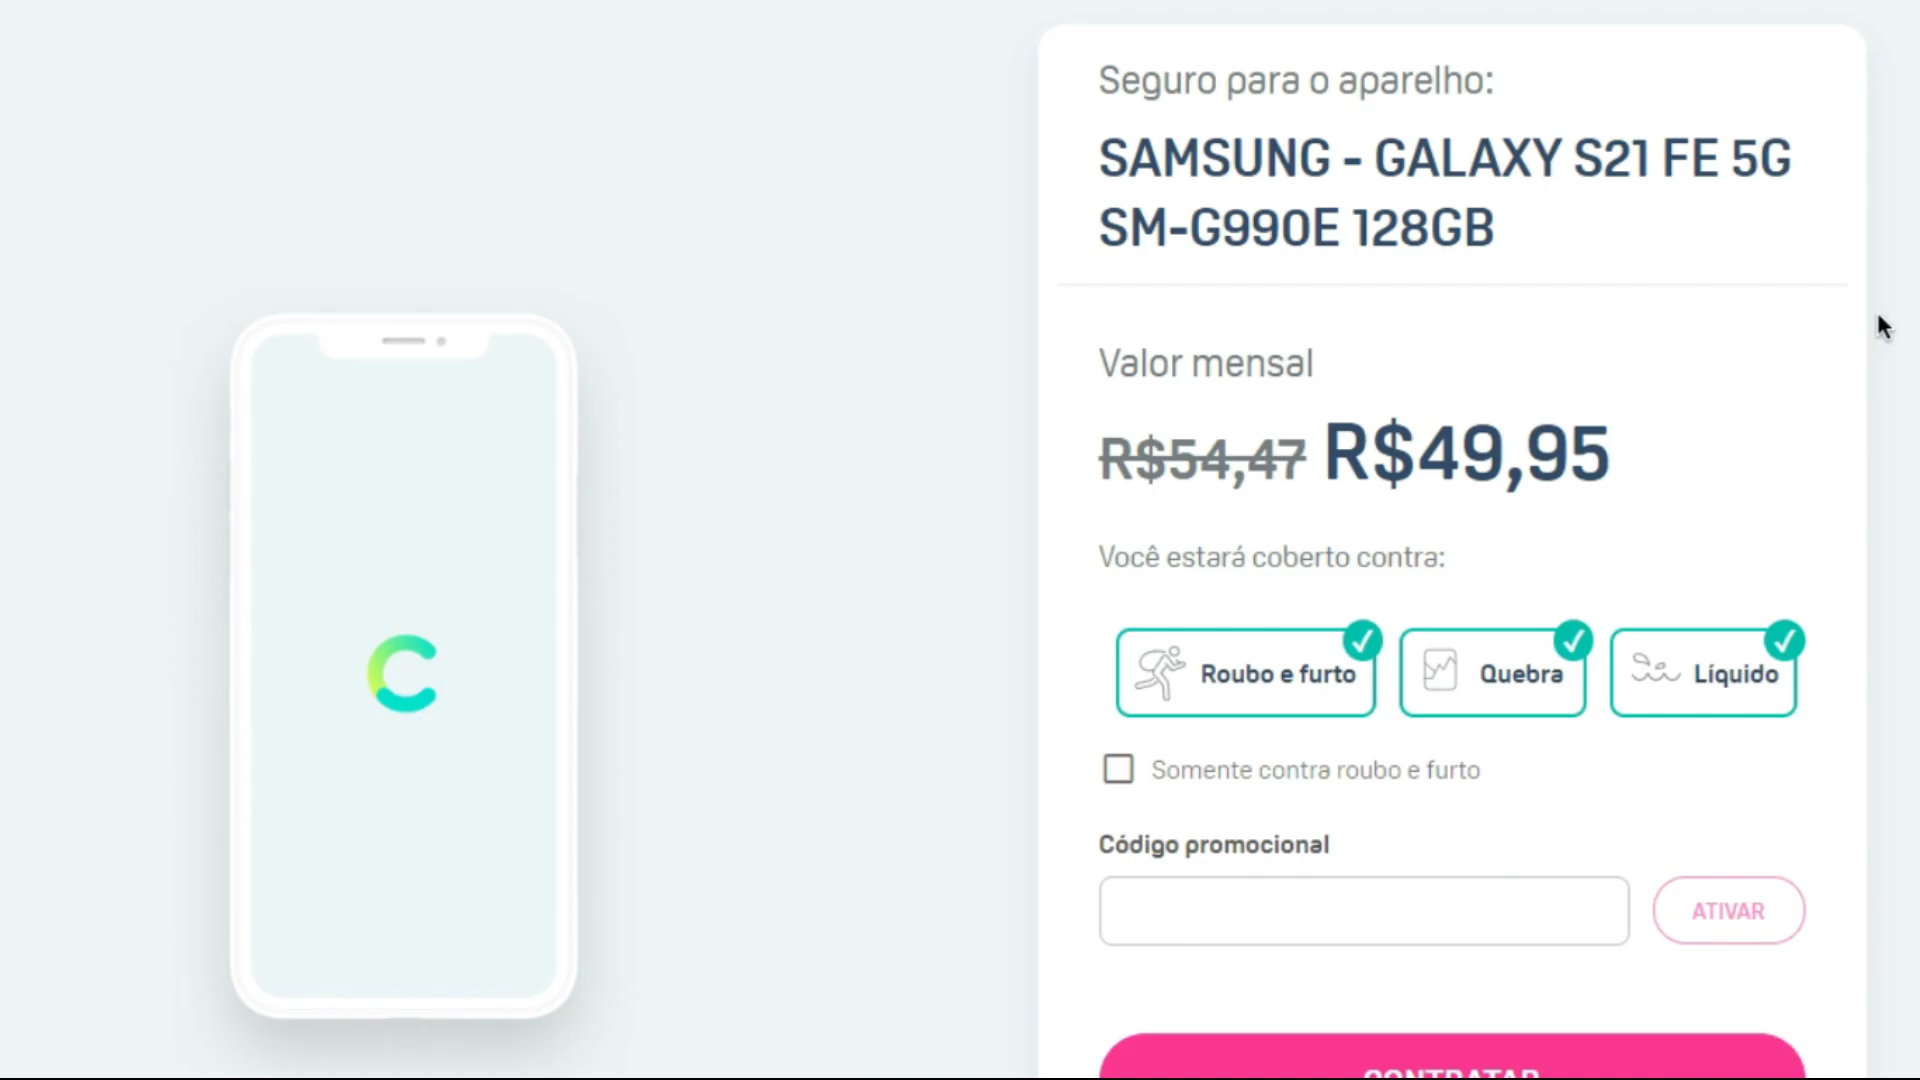 Seguro para o aparelho:
SAMSUNG - GALAXY S21 FE 5G
SM-G990E 128GB
Valor mensal
R$54,47 R$49,95
Você estará coberto contra:
Roubo e furto Quebra Líquido
Somente contra roubo e furto
Código promocional
ATIVAR
CONTRATAR